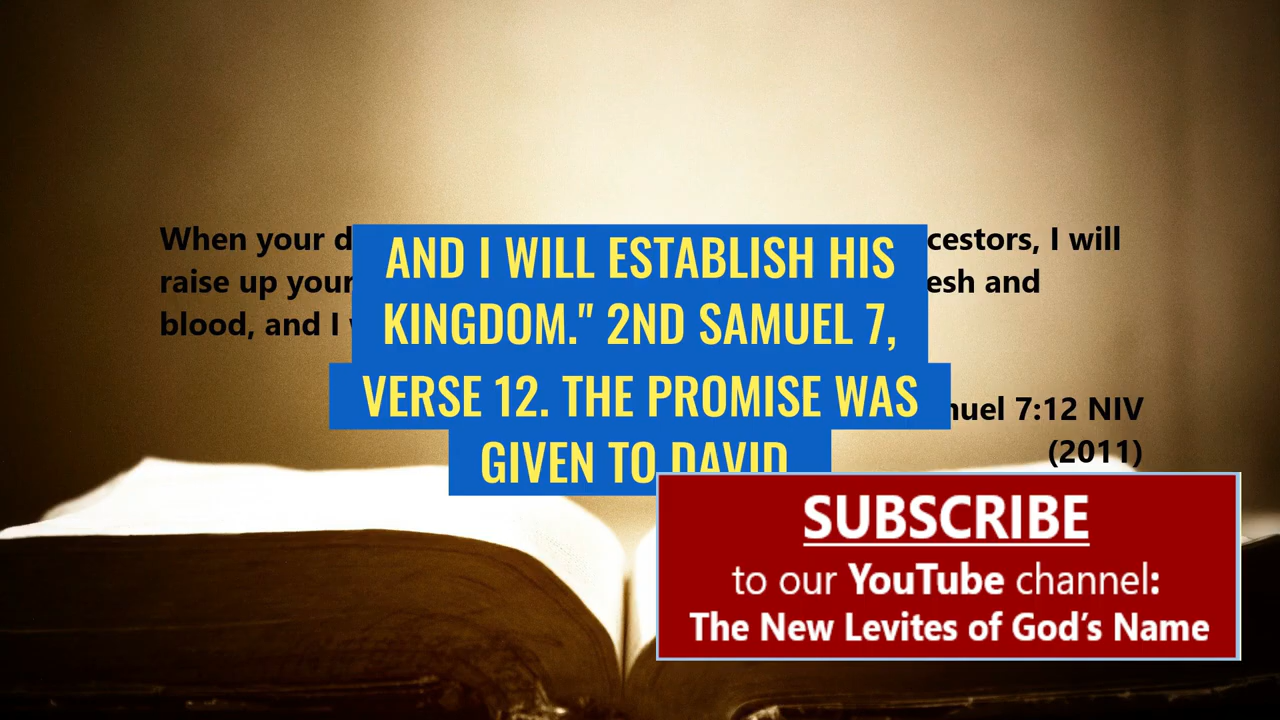 When your
cestors, I will
raise up your
esh and
blood, and I
AND I WILL ESTABLISH HIS
KINGDOM." 2ND SAMUEL 7,
VERSE 12. THE PROMISE WAS
GIVEN TO DAVID
nuel 7:12 NIV
(2011)
SUBSCRIBE
to our YouTube channel:
The New Levites of God's Name